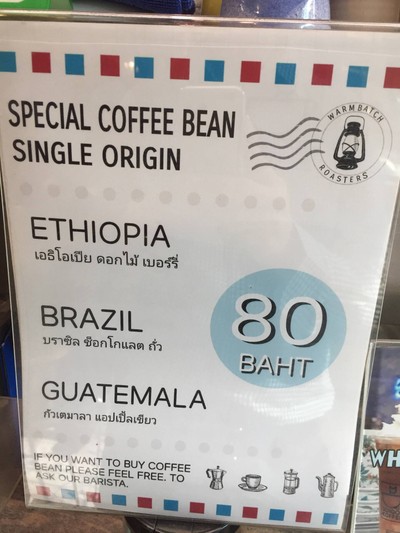 SPECIAL COFFEE BEAN
SINGLE ORIGIN
WARMBATCH
ROASTERS
ETHIOPIA
เอธิโอเปีย ดอกไม้ เบอร์รี่
BRAZIL
บราซิล ช็อกโกแลต ถั่ว
80
BAHT
GUATEMALA
กัวเตมาลา แอปเปิ้ลเขียว
IF YOU WANT TO BUY COFFEE
BEAN PLEASE FEEL FREE. TO
ASK OUR BARISTA.
WH